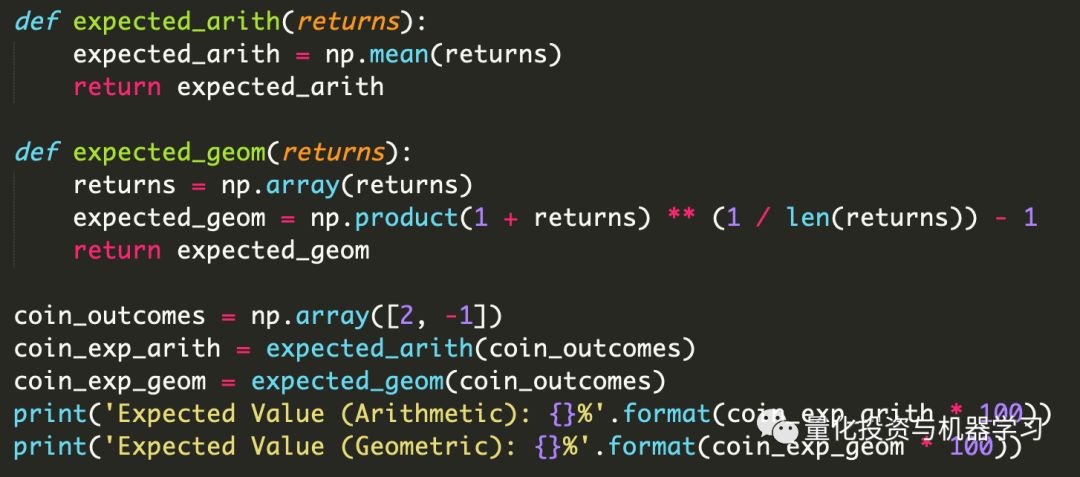 def expected_arith(returns):
    expected_arith = np.mean(returns)
    return expected_arith
def expected_geom(returns):
    returns = np.array(returns)
    expected_geom = np.product(1 + returns) ** (1 / len(returns)) - 1
    return expected_geom
coin_outcomes = np.array([2, -1])
coin_exp_arith = expected_arith(coin_outcomes)
coin_exp_geom = expected_geom(coin_outcomes)
print('Expected Value (Arithmetic): {}%'.format(coin_exp_arith * 100))
print('Expected Value (Geometric): {}%'.format(coin_exp_geom * 100))
量化投资与机器学习